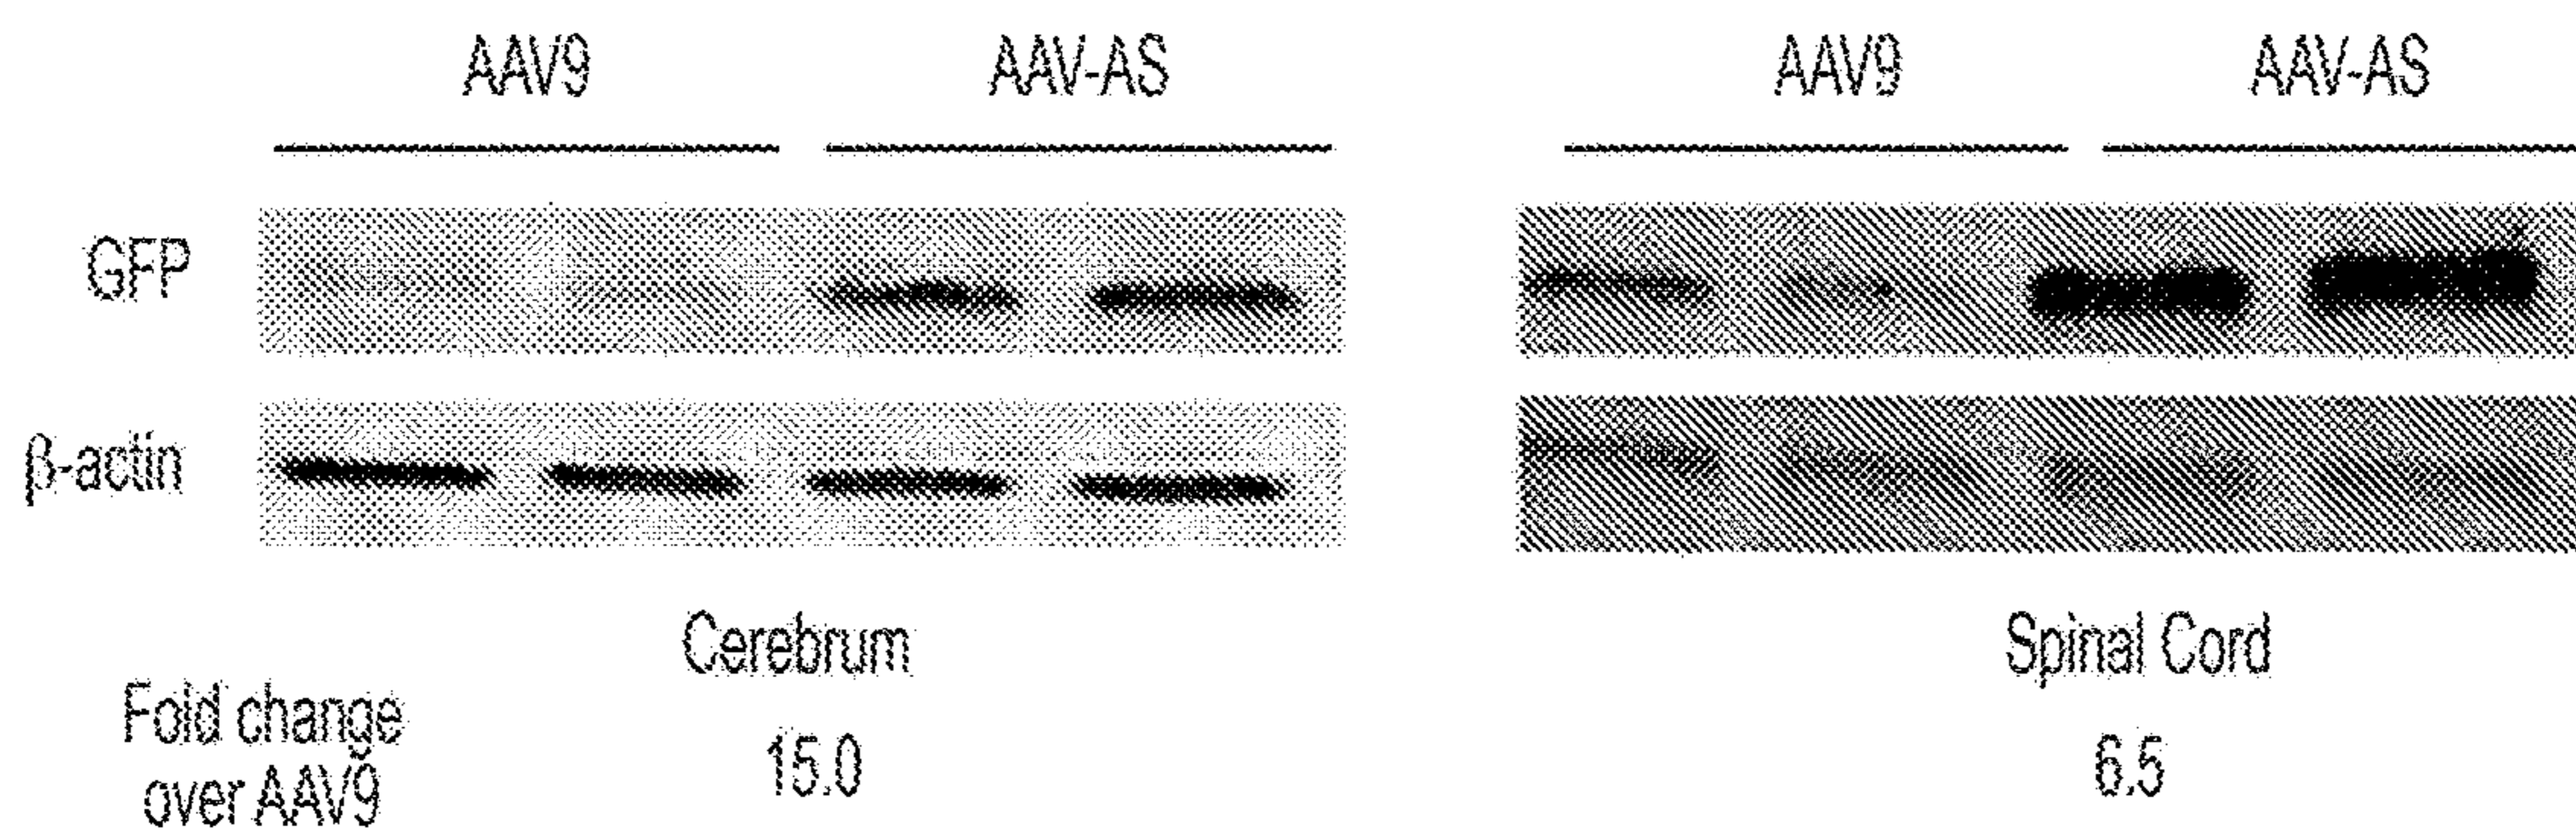 AAV9 AAV-AS AAV9 AAV-AS
GFP
β-actin
Cerebrum Spinal Cord
Fold change
over AAV9
15.0 6.5